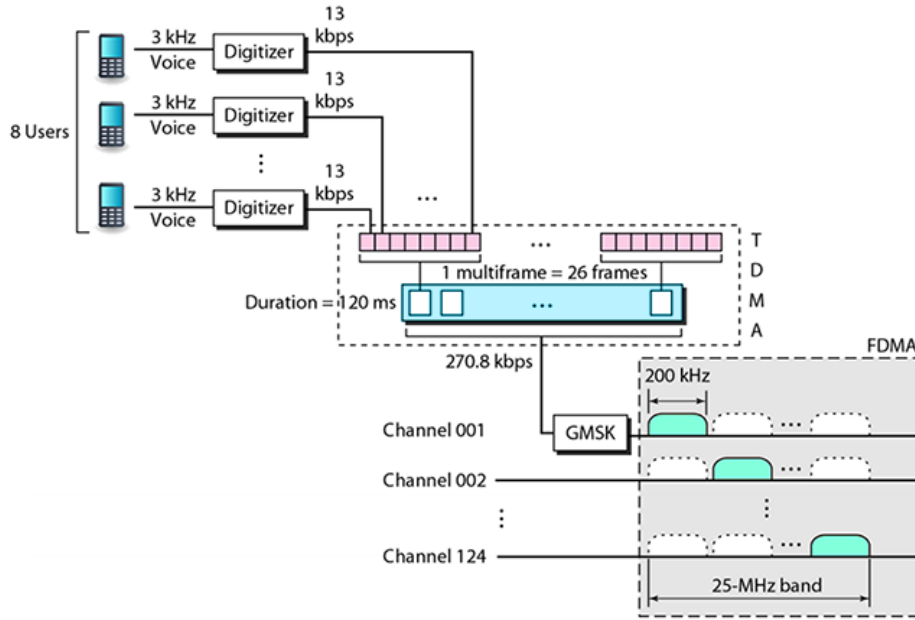 8 Users
3 kHz
Voice
Digitizer
13
kbps
3 kHz
Voice
Digitizer
13
kbps
...
3 kHz
Voice
Digitizer
13
kbps
...
...
T
D
M
A
1 multiframe = 26 frames
Duration = 120 ms
...
270.8 kbps
FDMA
200 kHz
Channel 001
GMSK
...
Channel 002
...
...
...
Channel 124
...
25-MHz band